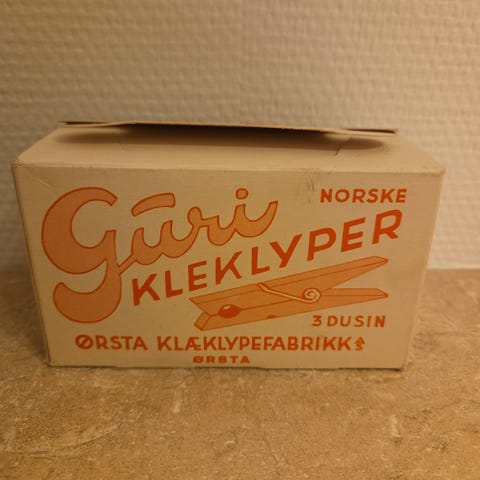 Guri
NORSKE
KLEKLYPER
3 DUSIN
ØRSTA KLÆKLYPEFABRIKK A/S
ØRSTA